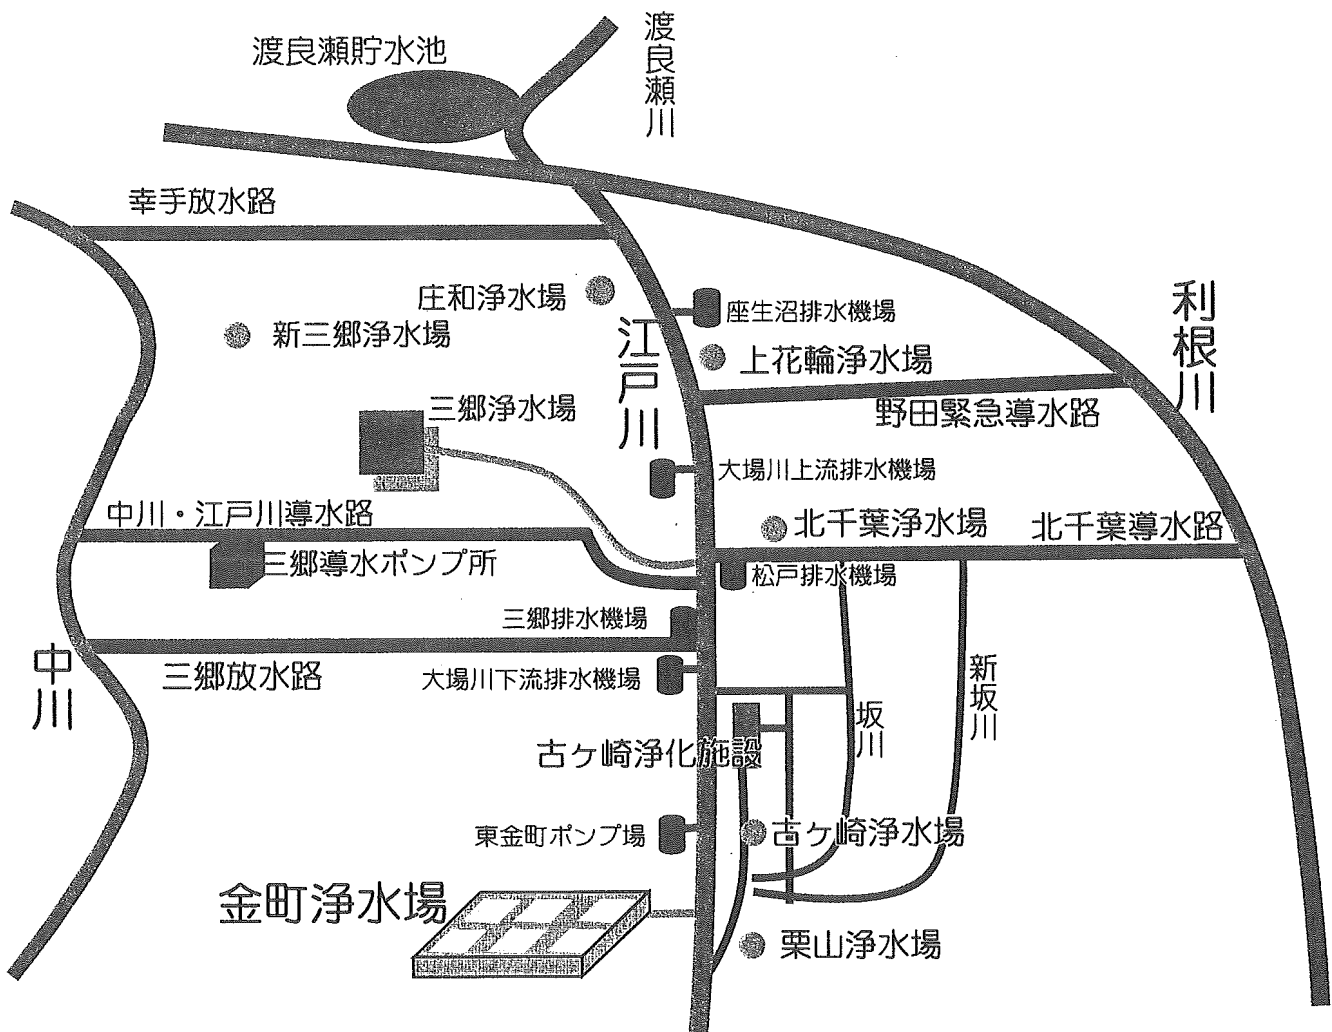 渡良瀬貯水池
渡良瀬川
幸手放水路
庄和浄水場
座生沼排水機場
新三郷浄水場
江戸川
上花輪浄水場
利根川
三郷浄水場
野田緊急導水路
大場川上流排水機場
中川・江戸川導水路
北千葉浄水場
北千葉導水路
三郷導水ポンプ所
松戸排水機場
三郷排水機場
中川
三郷放水路
大場川下流排水機場
坂川
新坂川
古ヶ崎浄化施設
東金町ポンプ場
古ヶ崎浄水場
金町浄水場
栗山浄水場